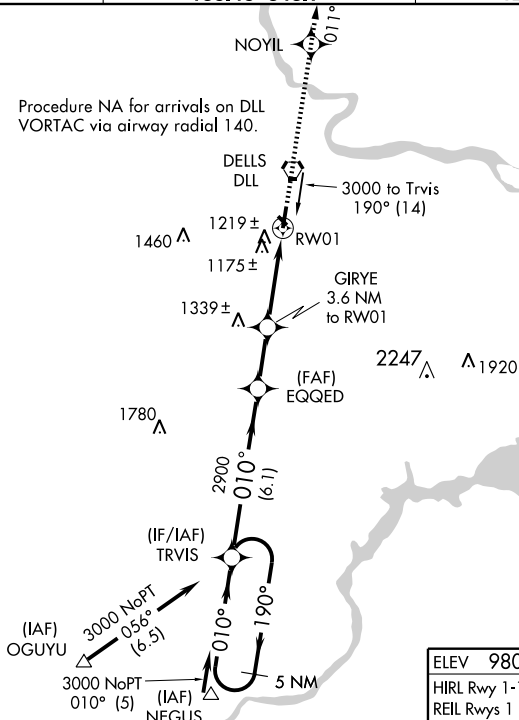 NOYIL
011°
Procedure NA for arrivals on DLL
VORTAC via airway radial 140.
DELLS
DLL
3000 to Trvis
190° (14)
1460
1219±
RW01
1175±
GIRYE
3.6 NM
to RW01
1339±
2247
1920
(FAF)
EQQED
1780
2900
010°
(6.1)
(IF/IAF)
TRVIS
3000 NoPT
056°
(6.5)
(IAF)
OGUYU
010°
190°
3000 NoPT
010° (5)
5 NM
(IAF)
ELEV 980
HIRL Rwy 1-1
REIL Rwys 1